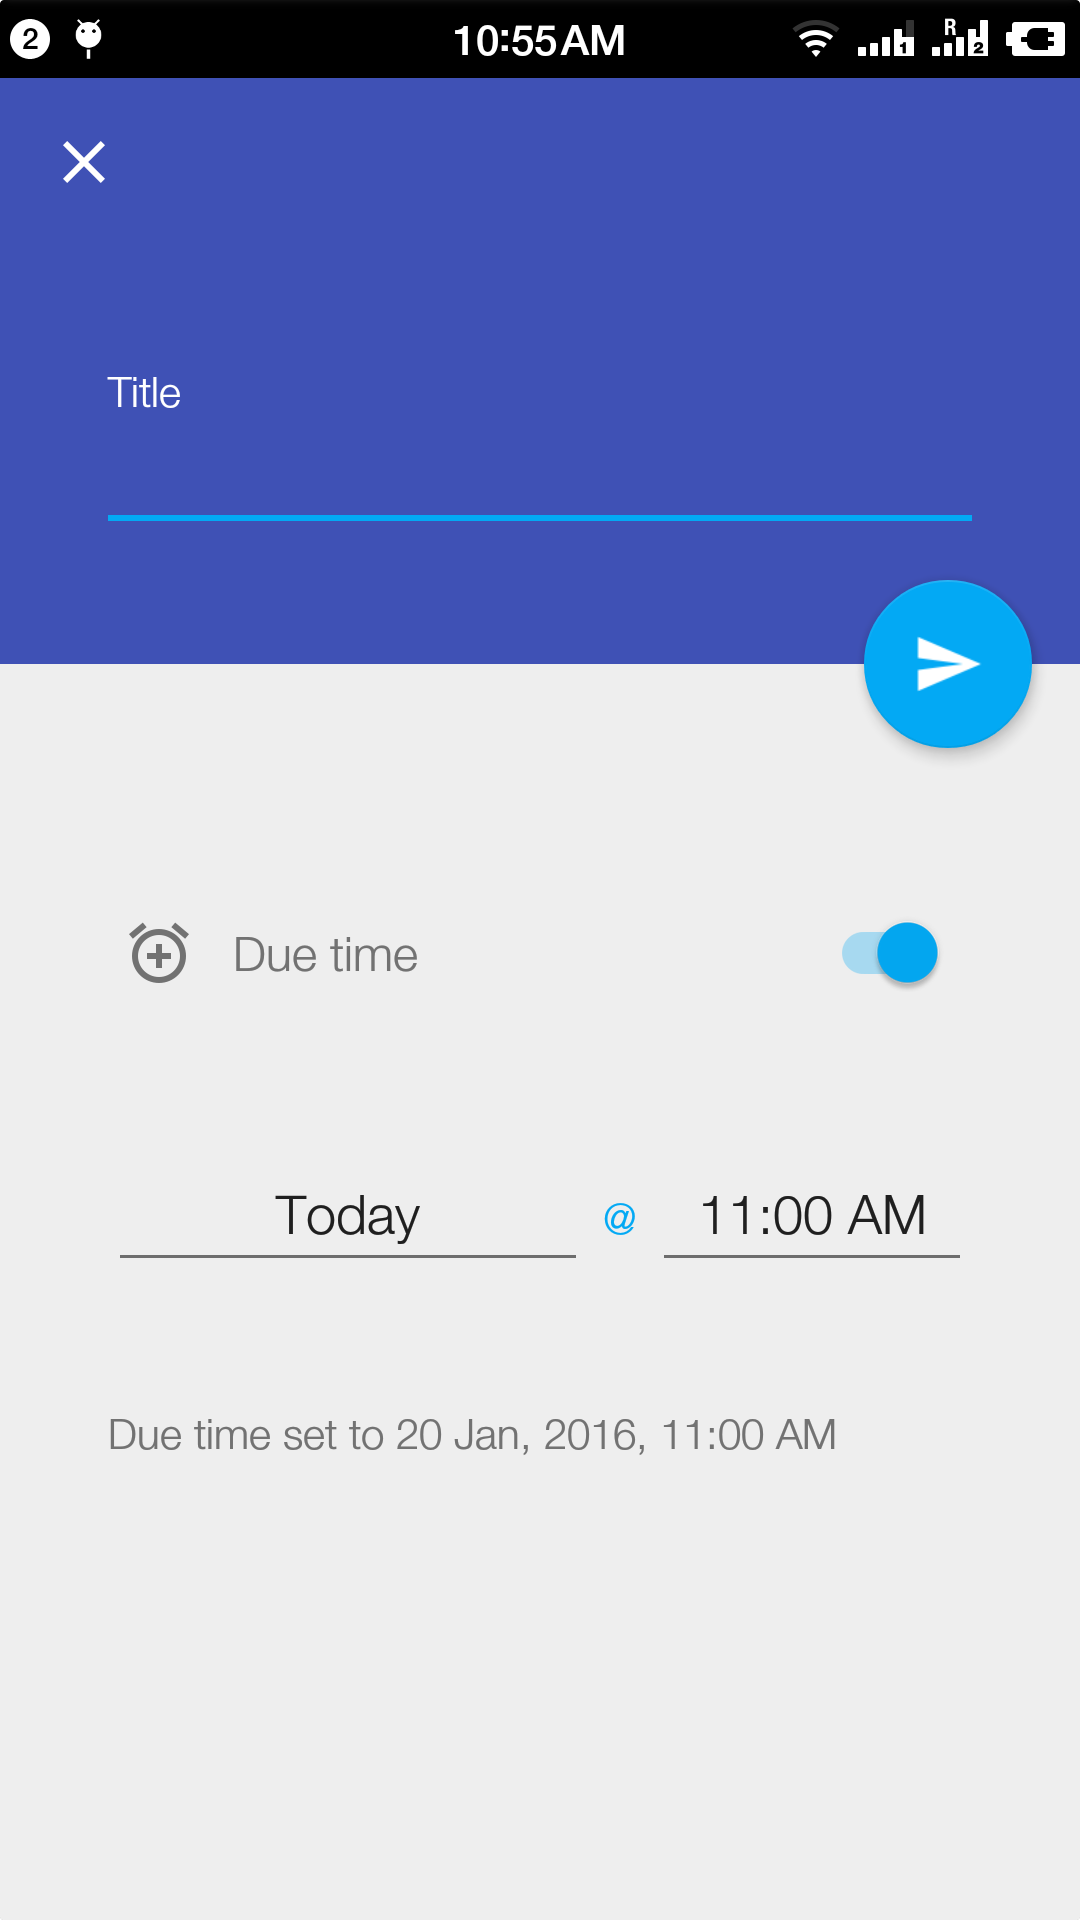 2 10:55AM 1 R 2
Title
Due time
Today @ 11:00 AM
Due time set to 20 Jan, 2016, 11:00 AM